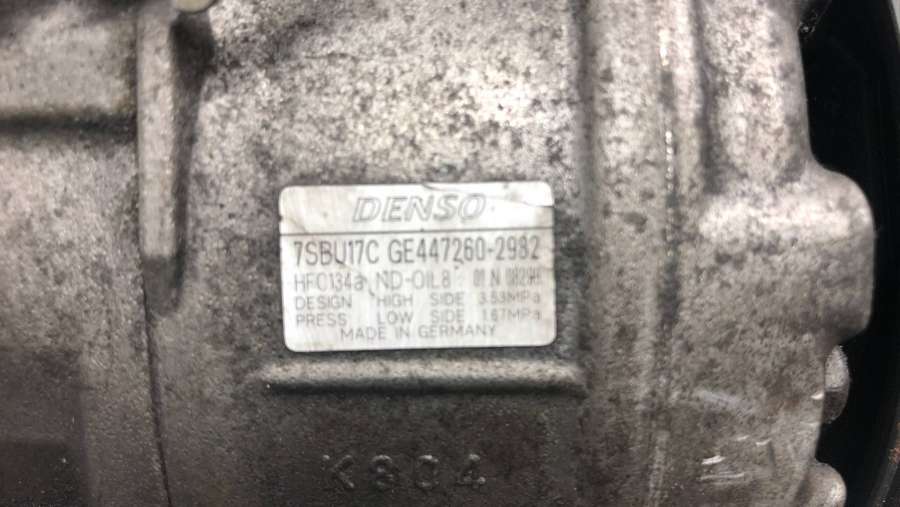 DENSO
7SBU17C GE447260-2982
HFC134a ND-OIL8
DESIGN HIGH SIDE 3.53MPa
PRESS LOW SIDE 1.67MPa
MADE IN GERMANY
K304